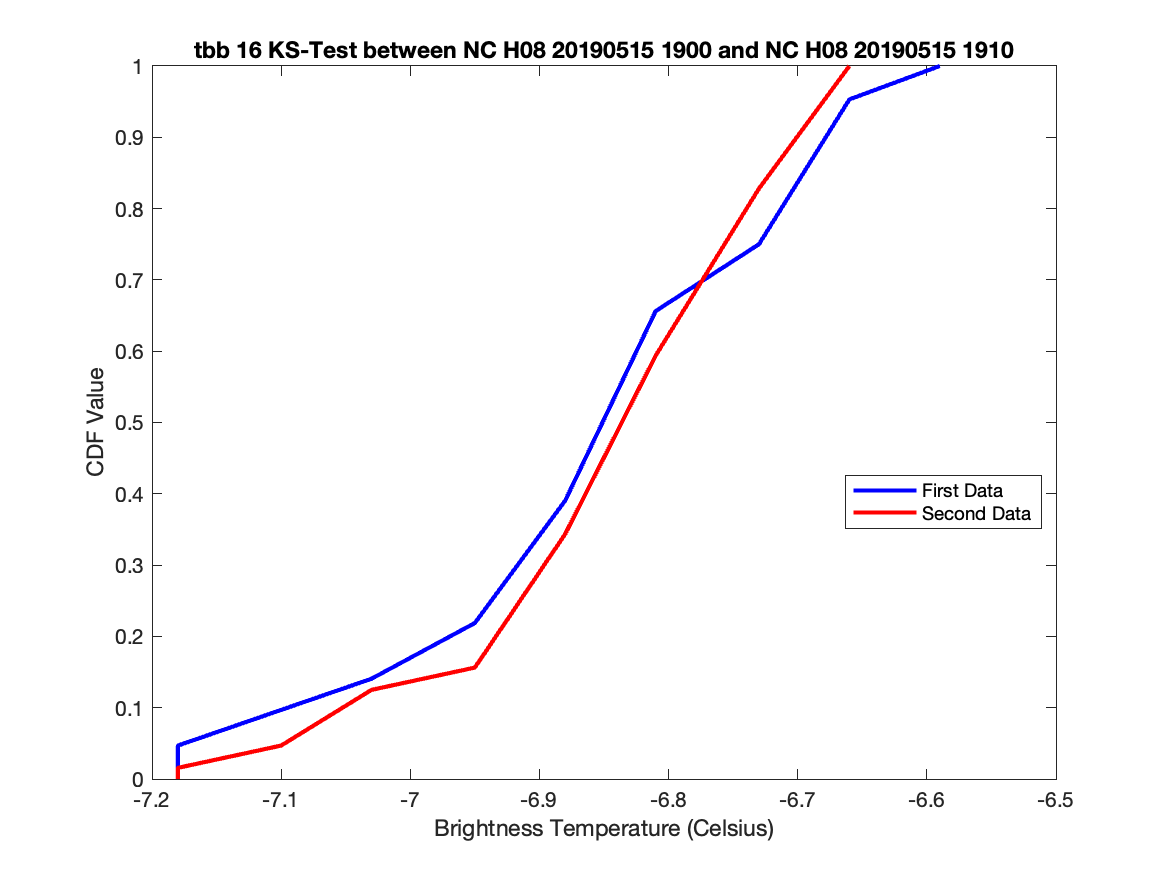 tbb 16 KS-Test between NC H08 20190515 1900 and NC H08 20190515 1910
1
0.9
0.8
0.7
0.6
0.5
0.4
0.3
0.2
0.1
0
CDF Value
First Data
Second Data
-7.2 -7.1 -7 -6.9 -6.8 -6.7 -6.6 -6.5
Brightness Temperature (Celsius)